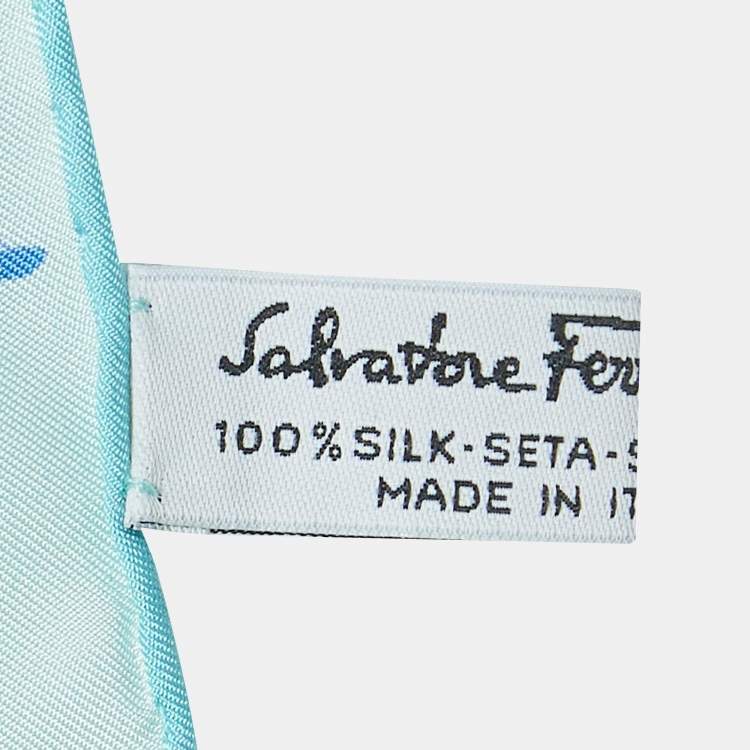 Salvatore Fer
100% SILK-SETA-S
MADE IN IT